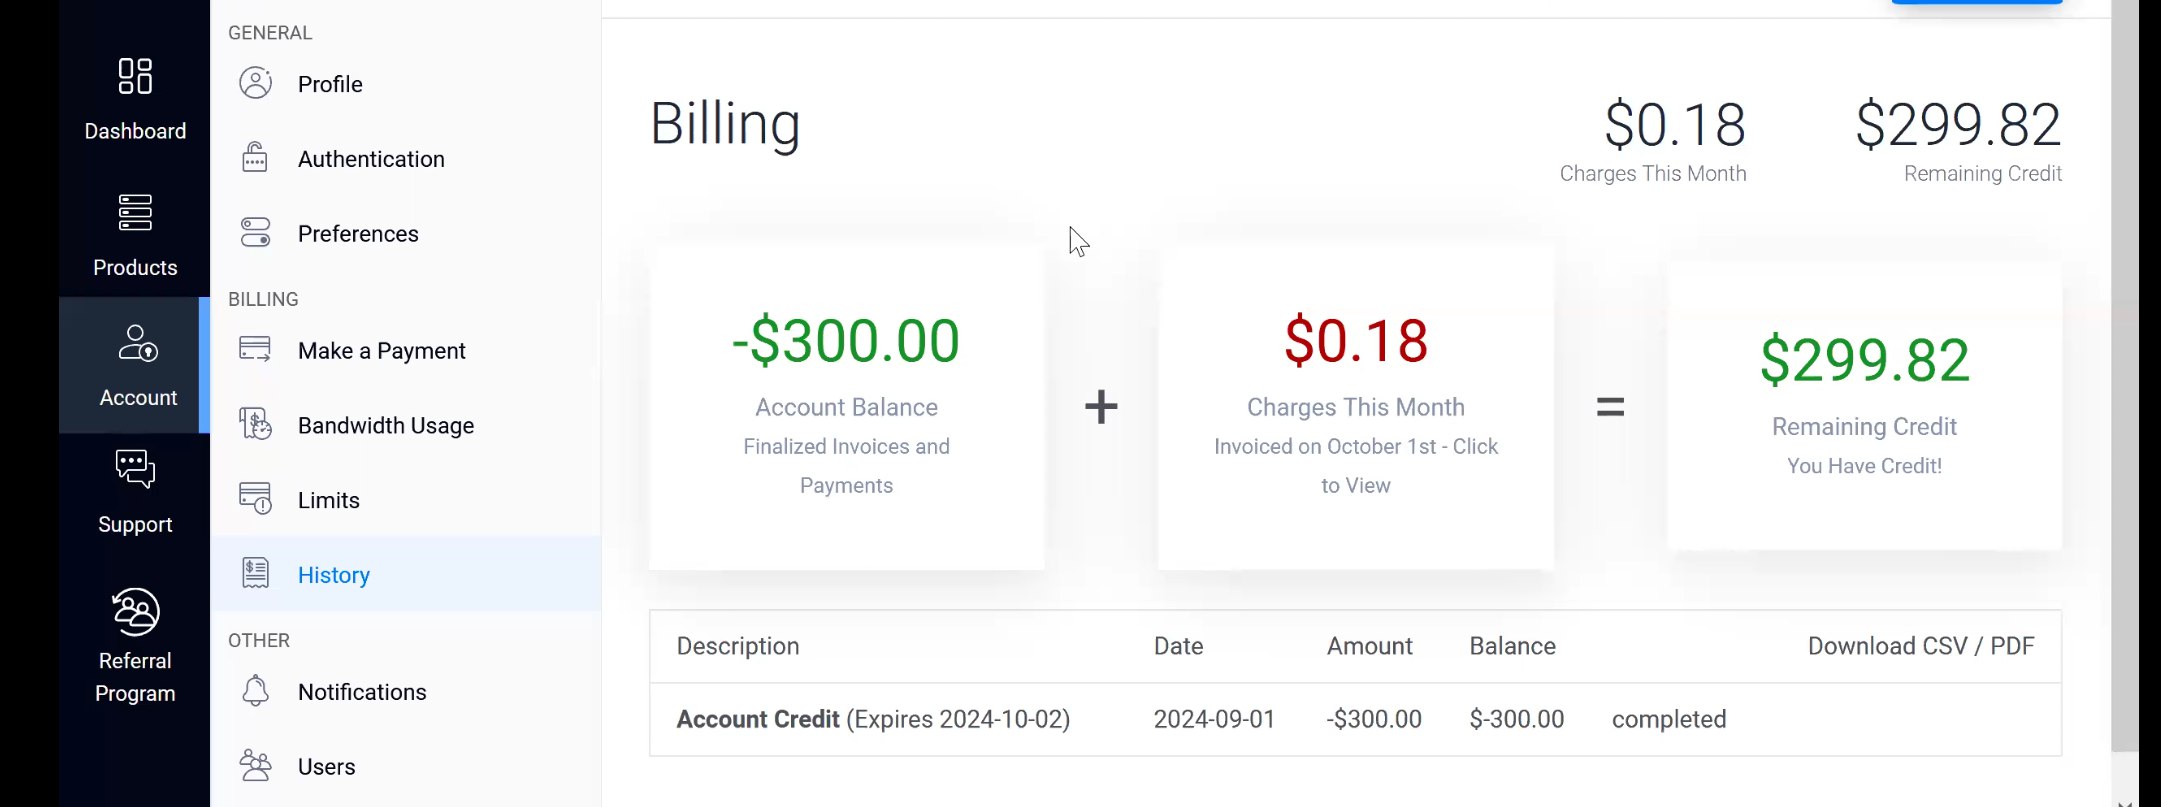 Dashboard
Products
Account
Support
Referral
Program
GENERAL
Profile
Authentication
Preferences
BILLING
Make a Payment
Bandwidth Usage
Limits
History
OTHER
Notifications
Users
Billing
$0.18
Charges This Month
$299.82
Remaining Credit
-$300.00
Account Balance
Finalized Invoices and
Payments
+
$0.18
Charges This Month
Invoiced on October 1st - Click
to View
=
$299.82
Remaining Credit
You Have Credit!
Description Date Amount Balance Download CSV / PDF
Account Credit (Expires 2024-10-02) 2024-09-01 -$300.00 $-300.00 completed